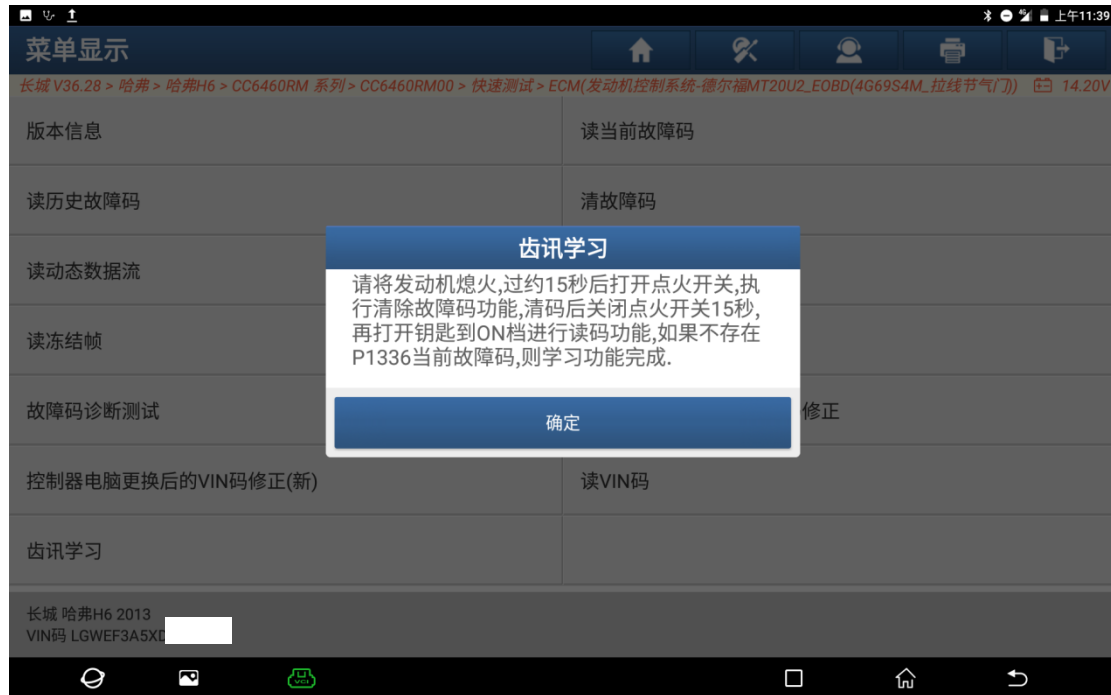 上午11:39
菜单显示
长城 V36.28 > 哈弗 > 哈弗H6 > CC6460RM 系列 > CC6460RM00 > 快速测试 > ECM(发动机控制系统-德尔福MT20U2_EOBD(4G69S4M_拉线节气门)) 14.20V
版本信息
读当前故障码
读历史故障码
清故障码
读动态数据流
读冻结帧
故障码诊断测试
修正
控制器电脑更换后的VIN码修正(新)
读VIN码
齿讯学习
齿讯学习
请将发动机熄火,过约15秒后打开点火开关,执
行清除故障码功能,清码后关闭点火开关15秒,
再打开钥匙到ON档进行读码功能,如果不存在
P1336当前故障码,则学习功能完成.
确定
长城 哈弗H6 2013
VIN码 LGWEF3A5XD
VCI